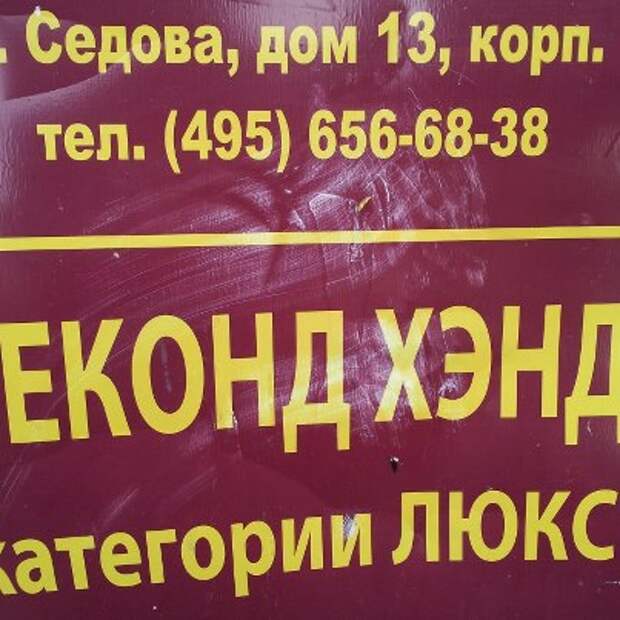 . Седова, дом 13, корп.
тел. (495) 656-68-38
ЕКОНД ХЭНД
категории ЛЮКС